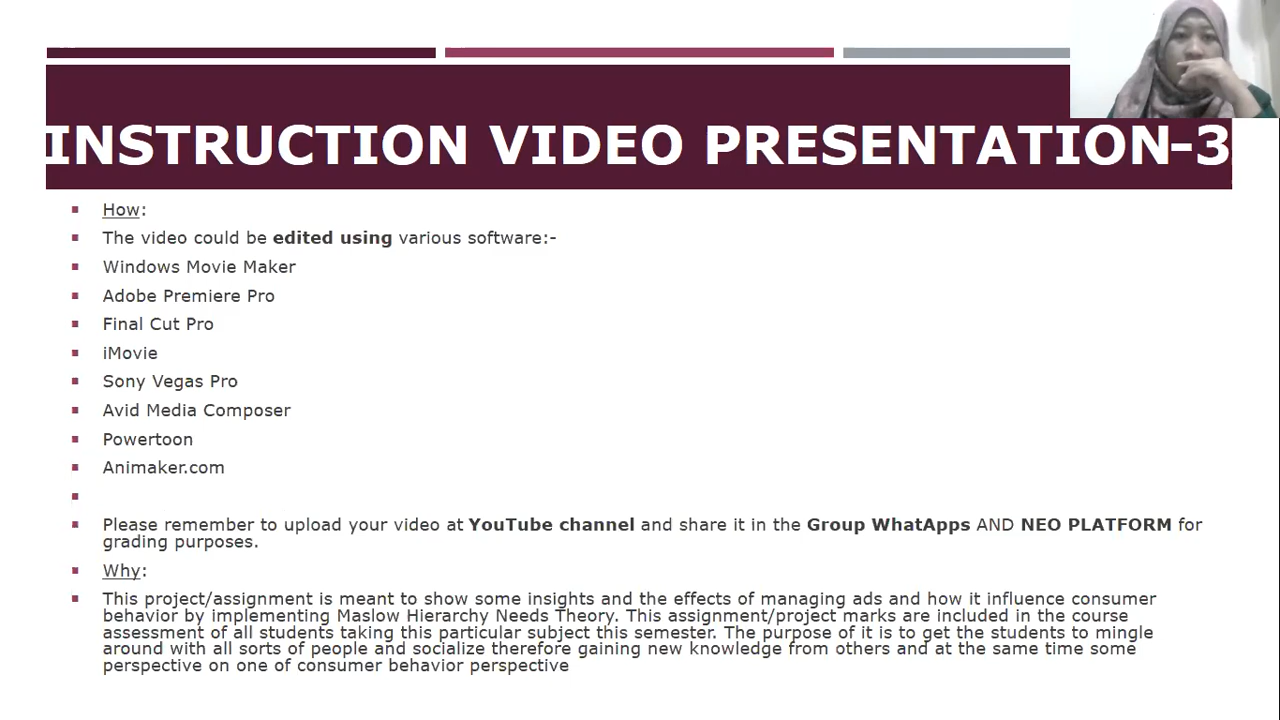 INSTRUCTION VIDEO PRESENTATION-3
How:
The video could be edited using various software:-
Windows Movie Maker
Adobe Premiere Pro
Final Cut Pro
iMovie
Sony Vegas Pro
Avid Media Composer
Powertoon
Animaker.com
Please remember to upload your video at YouTube channel and share it in the Group WhatApps AND NEO PLATFORM for
grading purposes.
Why:
This project/assignment is meant to show some insights and the effects of managing ads and how it influence consumer
behavior by implementing Maslow Hierarchy Needs Theory. This assignment/project marks are included in the course
assessment of all students taking this particular subject this semester. The purpose of it is to get the students to mingle
around with all sorts of people and socialize therefore gaining new knowledge from others and at the same time some
perspective on one of consumer behavior perspective